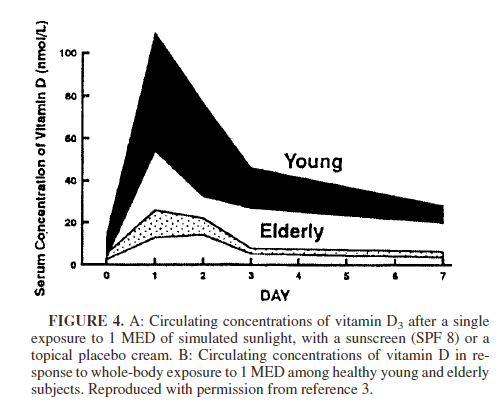 Serum Concentration of Vitamin D (nmol/L)
100
80
60
40
20
0
Young
Elderly
0 1 2 3 4 5 6 7
DAY
FIGURE 4. A: Circulating concentrations of vitamin D₃ after a single
exposure to 1 MED of simulated sunlight, with a sunscreen (SPF 8) or a
topical placebo cream. B: Circulating concentrations of vitamin D in re-
sponse to whole-body exposure to 1 MED among healthy young and elderly
subjects. Reproduced with permission from reference 3.